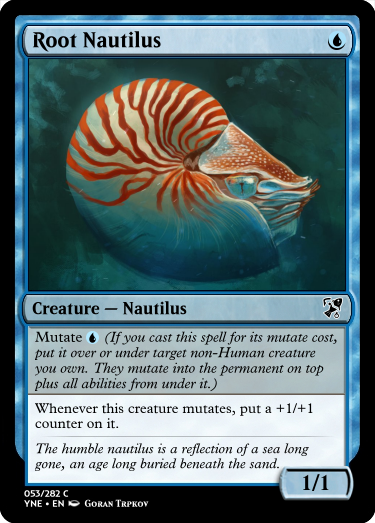 Root Nautilus
Creature — Nautilus
Mutate (If you cast this spell for its mutate cost,
put it over or under target non-Human creature
you own. They mutate into the permanent on top
plus all abilities from under it.)
Whenever this creature mutates, put a +1/+1
counter on it.
The humble nautilus is a reflection of a sea long
gone, an age long buried beneath the sand.
1/1
053/282 C
YNE • EN Goran Trpkov